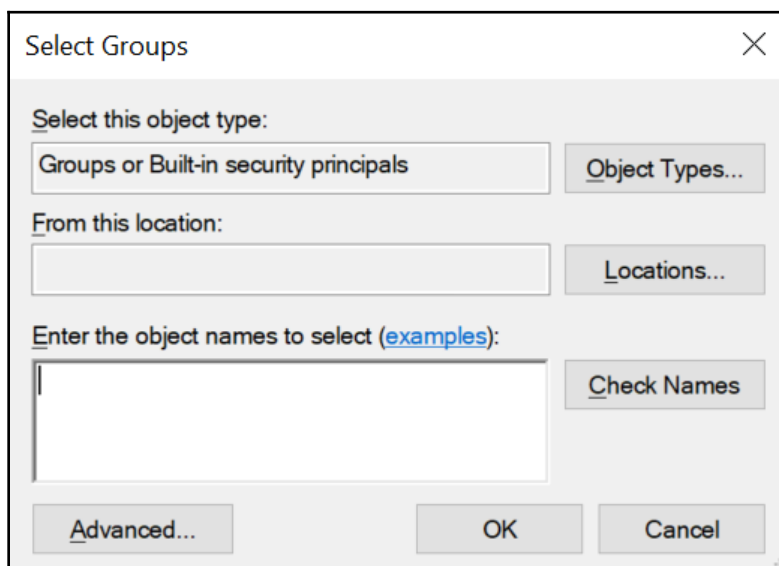 Select Groups
Select this object type:
Groups or Built-in security principals
Object Types...
From this location:
Locations...
Enter the object names to select (examples):
Check Names
Advanced...
OK
Cancel